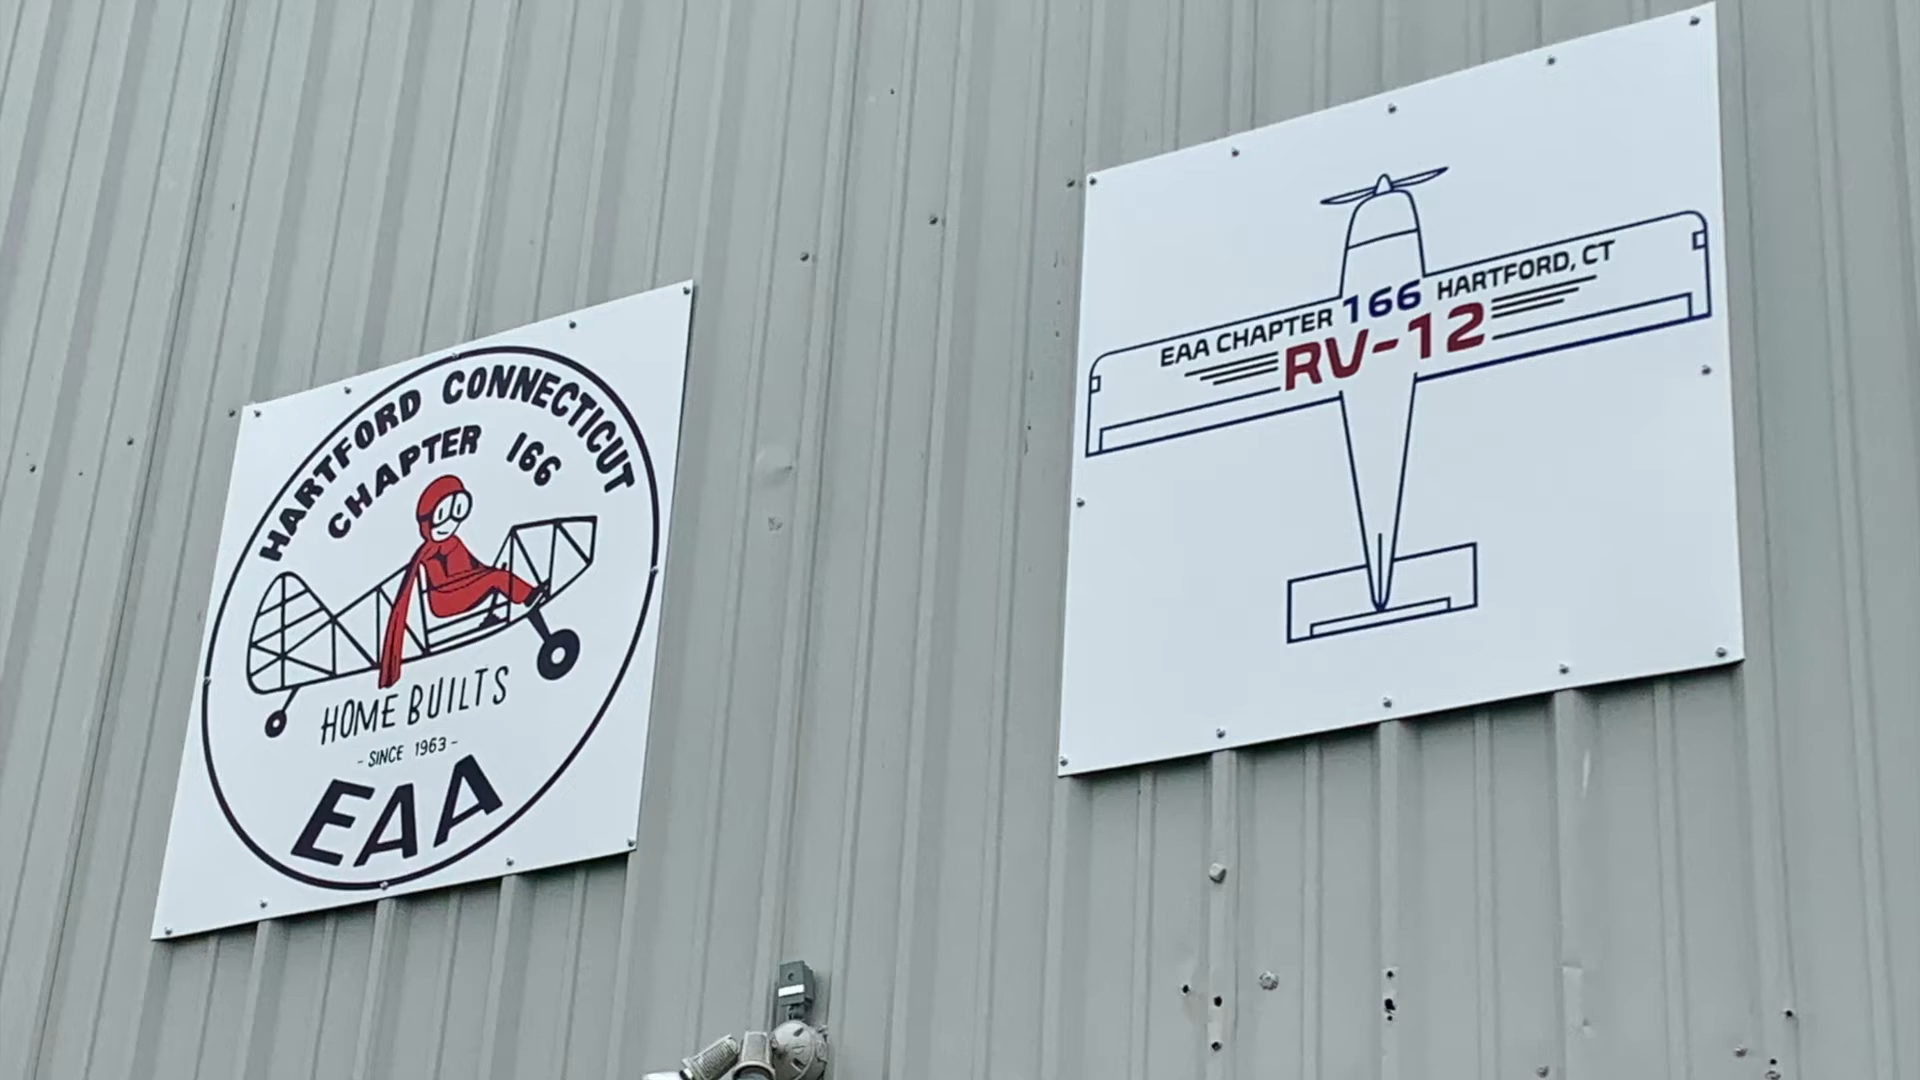 HARTFORD CONNECTICUT
CHAPTER 166
HOME BUILTS
- SINCE 1963 -
EAA
EAA CHAPTER 166 HARTFORD, CT
RV-12